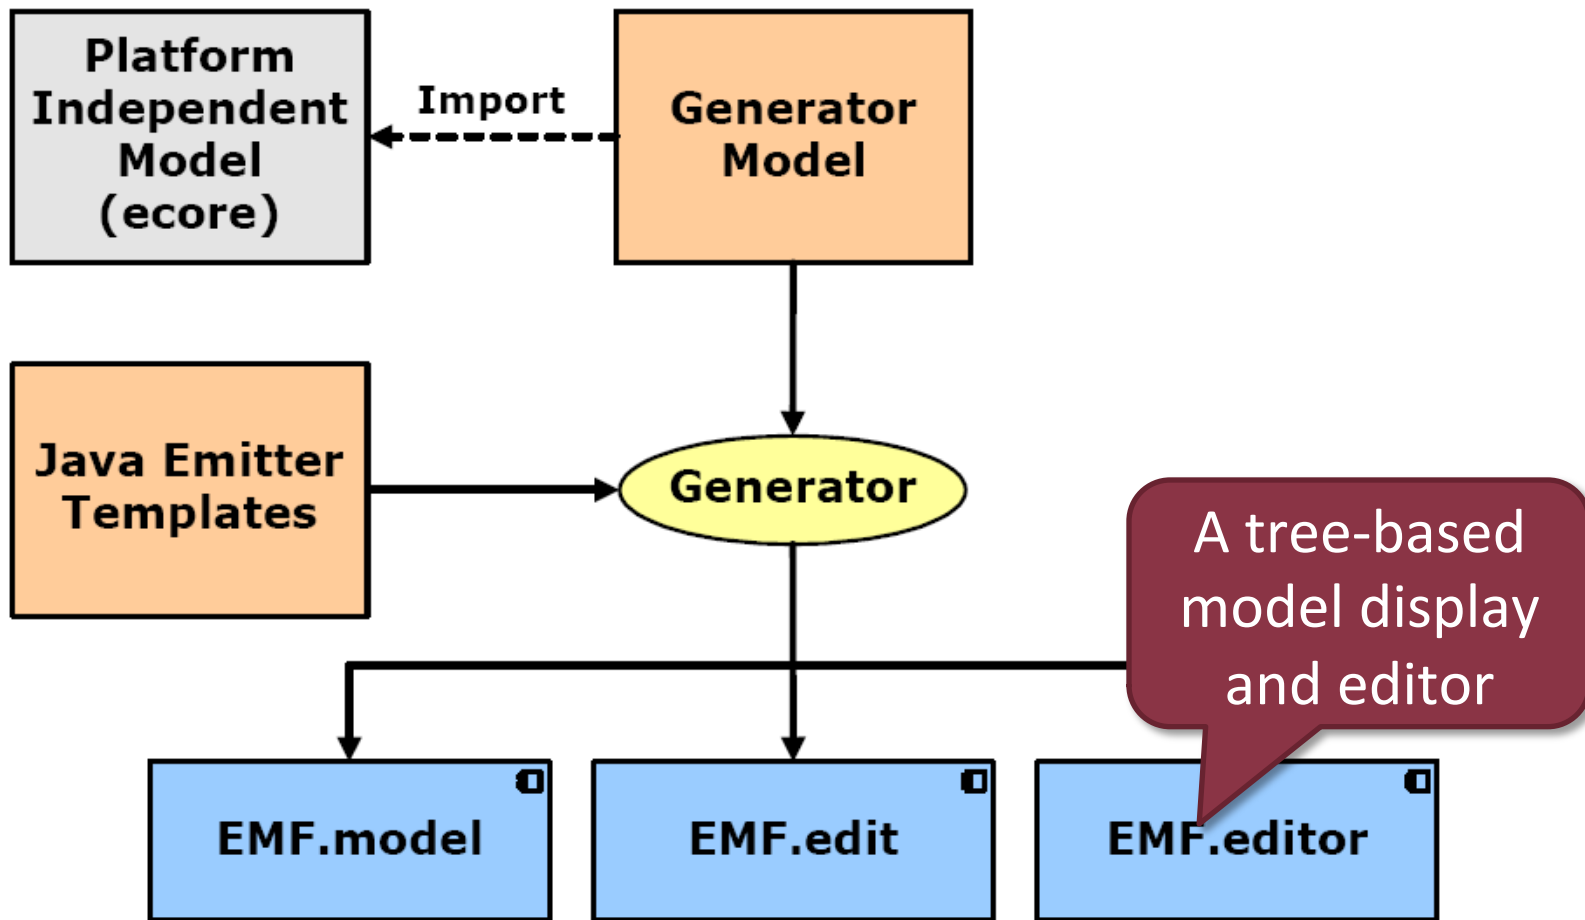 Platform
Independent
Model
(ecore)
Import
Generator
Model
Java Emitter
Templates
Generator
A tree-based
model display
and editor
EMF.model
EMF.edit
EMF.editor